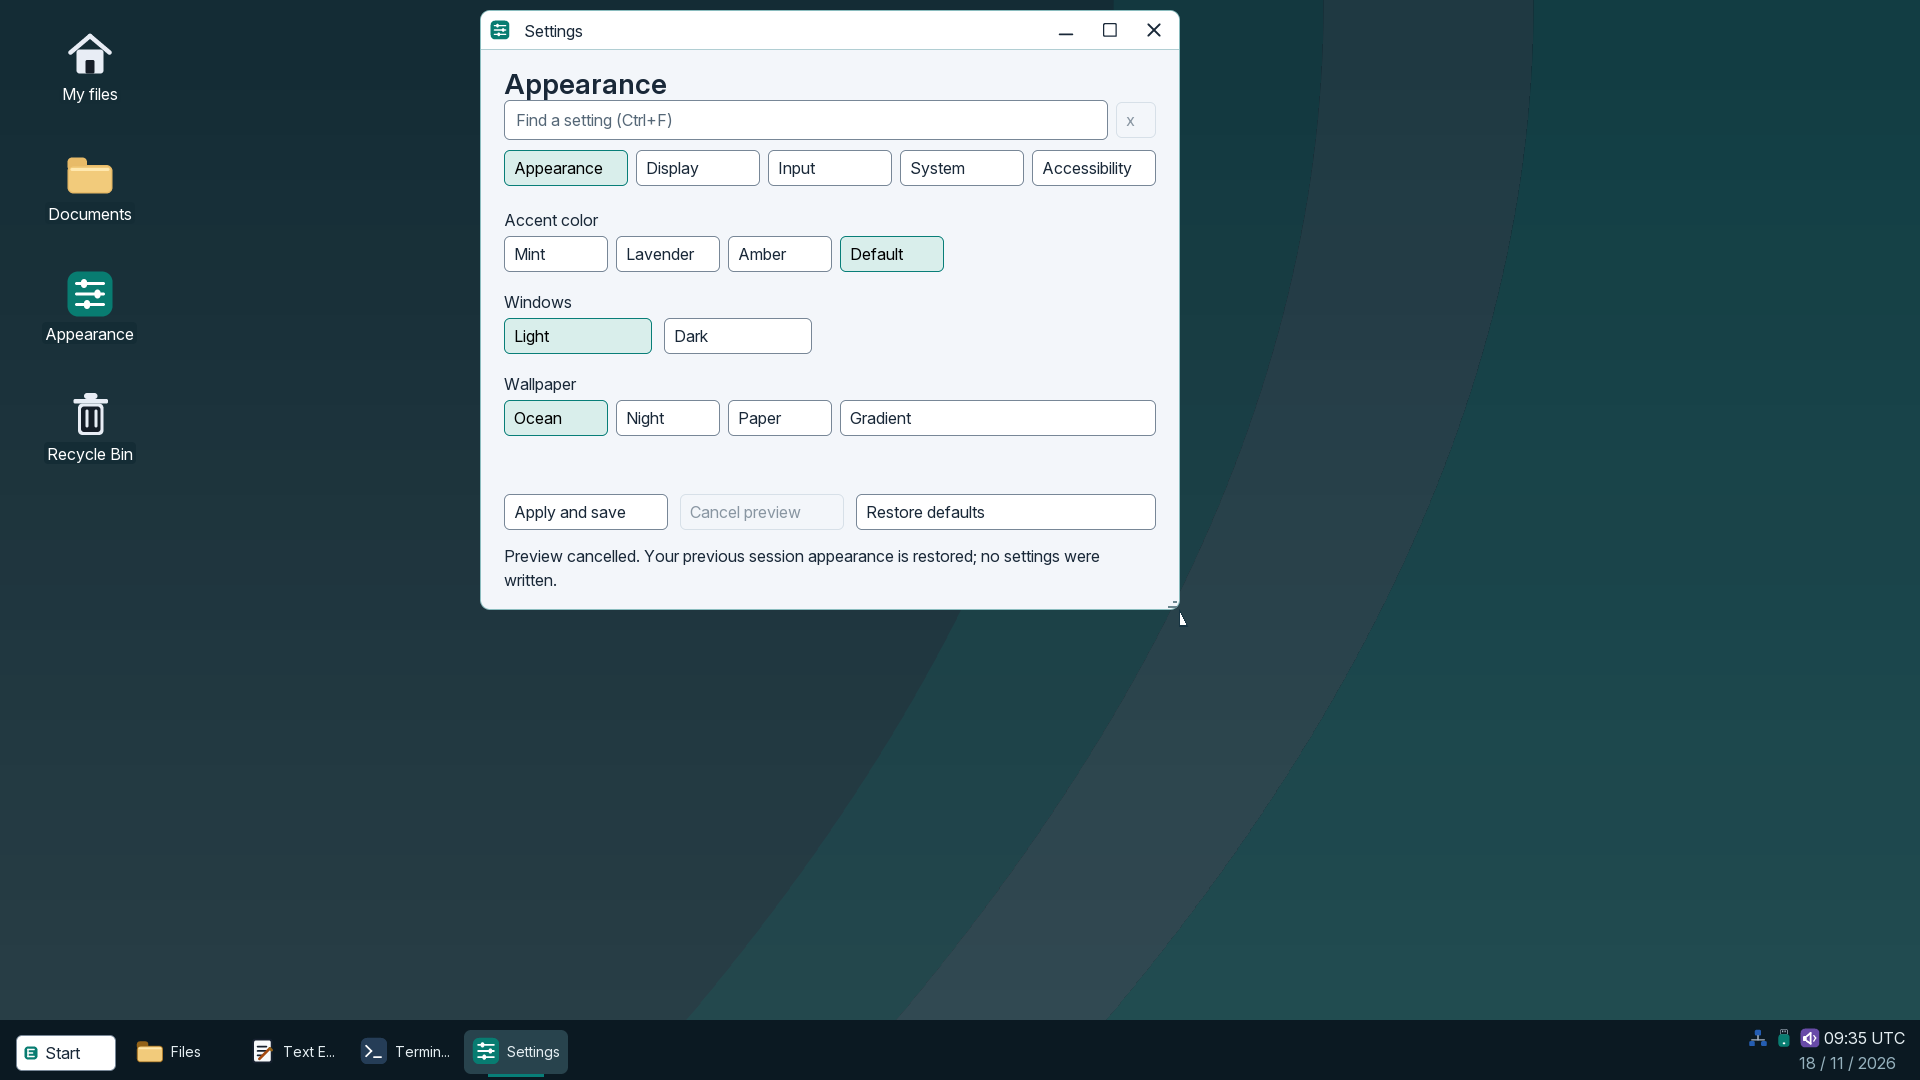 My files
Documents
Appearance
Recycle Bin
Settings
Appearance
Find a setting (Ctrl+F)
x
Appearance Display Input System Accessibility
Accent color
Mint Lavender Amber Default
Windows
Light Dark
Wallpaper
Ocean Night Paper Gradient
Apply and save Cancel preview Restore defaults
Preview cancelled. Your previous session appearance is restored; no settings were
written.
Start Files Text E... Termin... Settings
09:35 UTC
18 / 11 / 2026